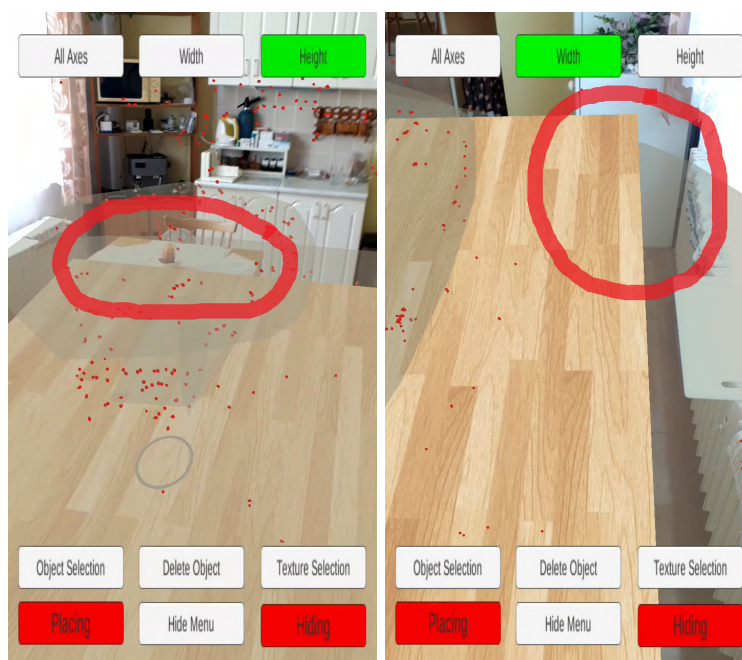 All Axes Width Height
Object Selection Delete Object Texture Selection
Placing Hide Menu Hiding
All Axes Width Height
Object Selection Delete Object Texture Selection
Placing Hide Menu Hiding